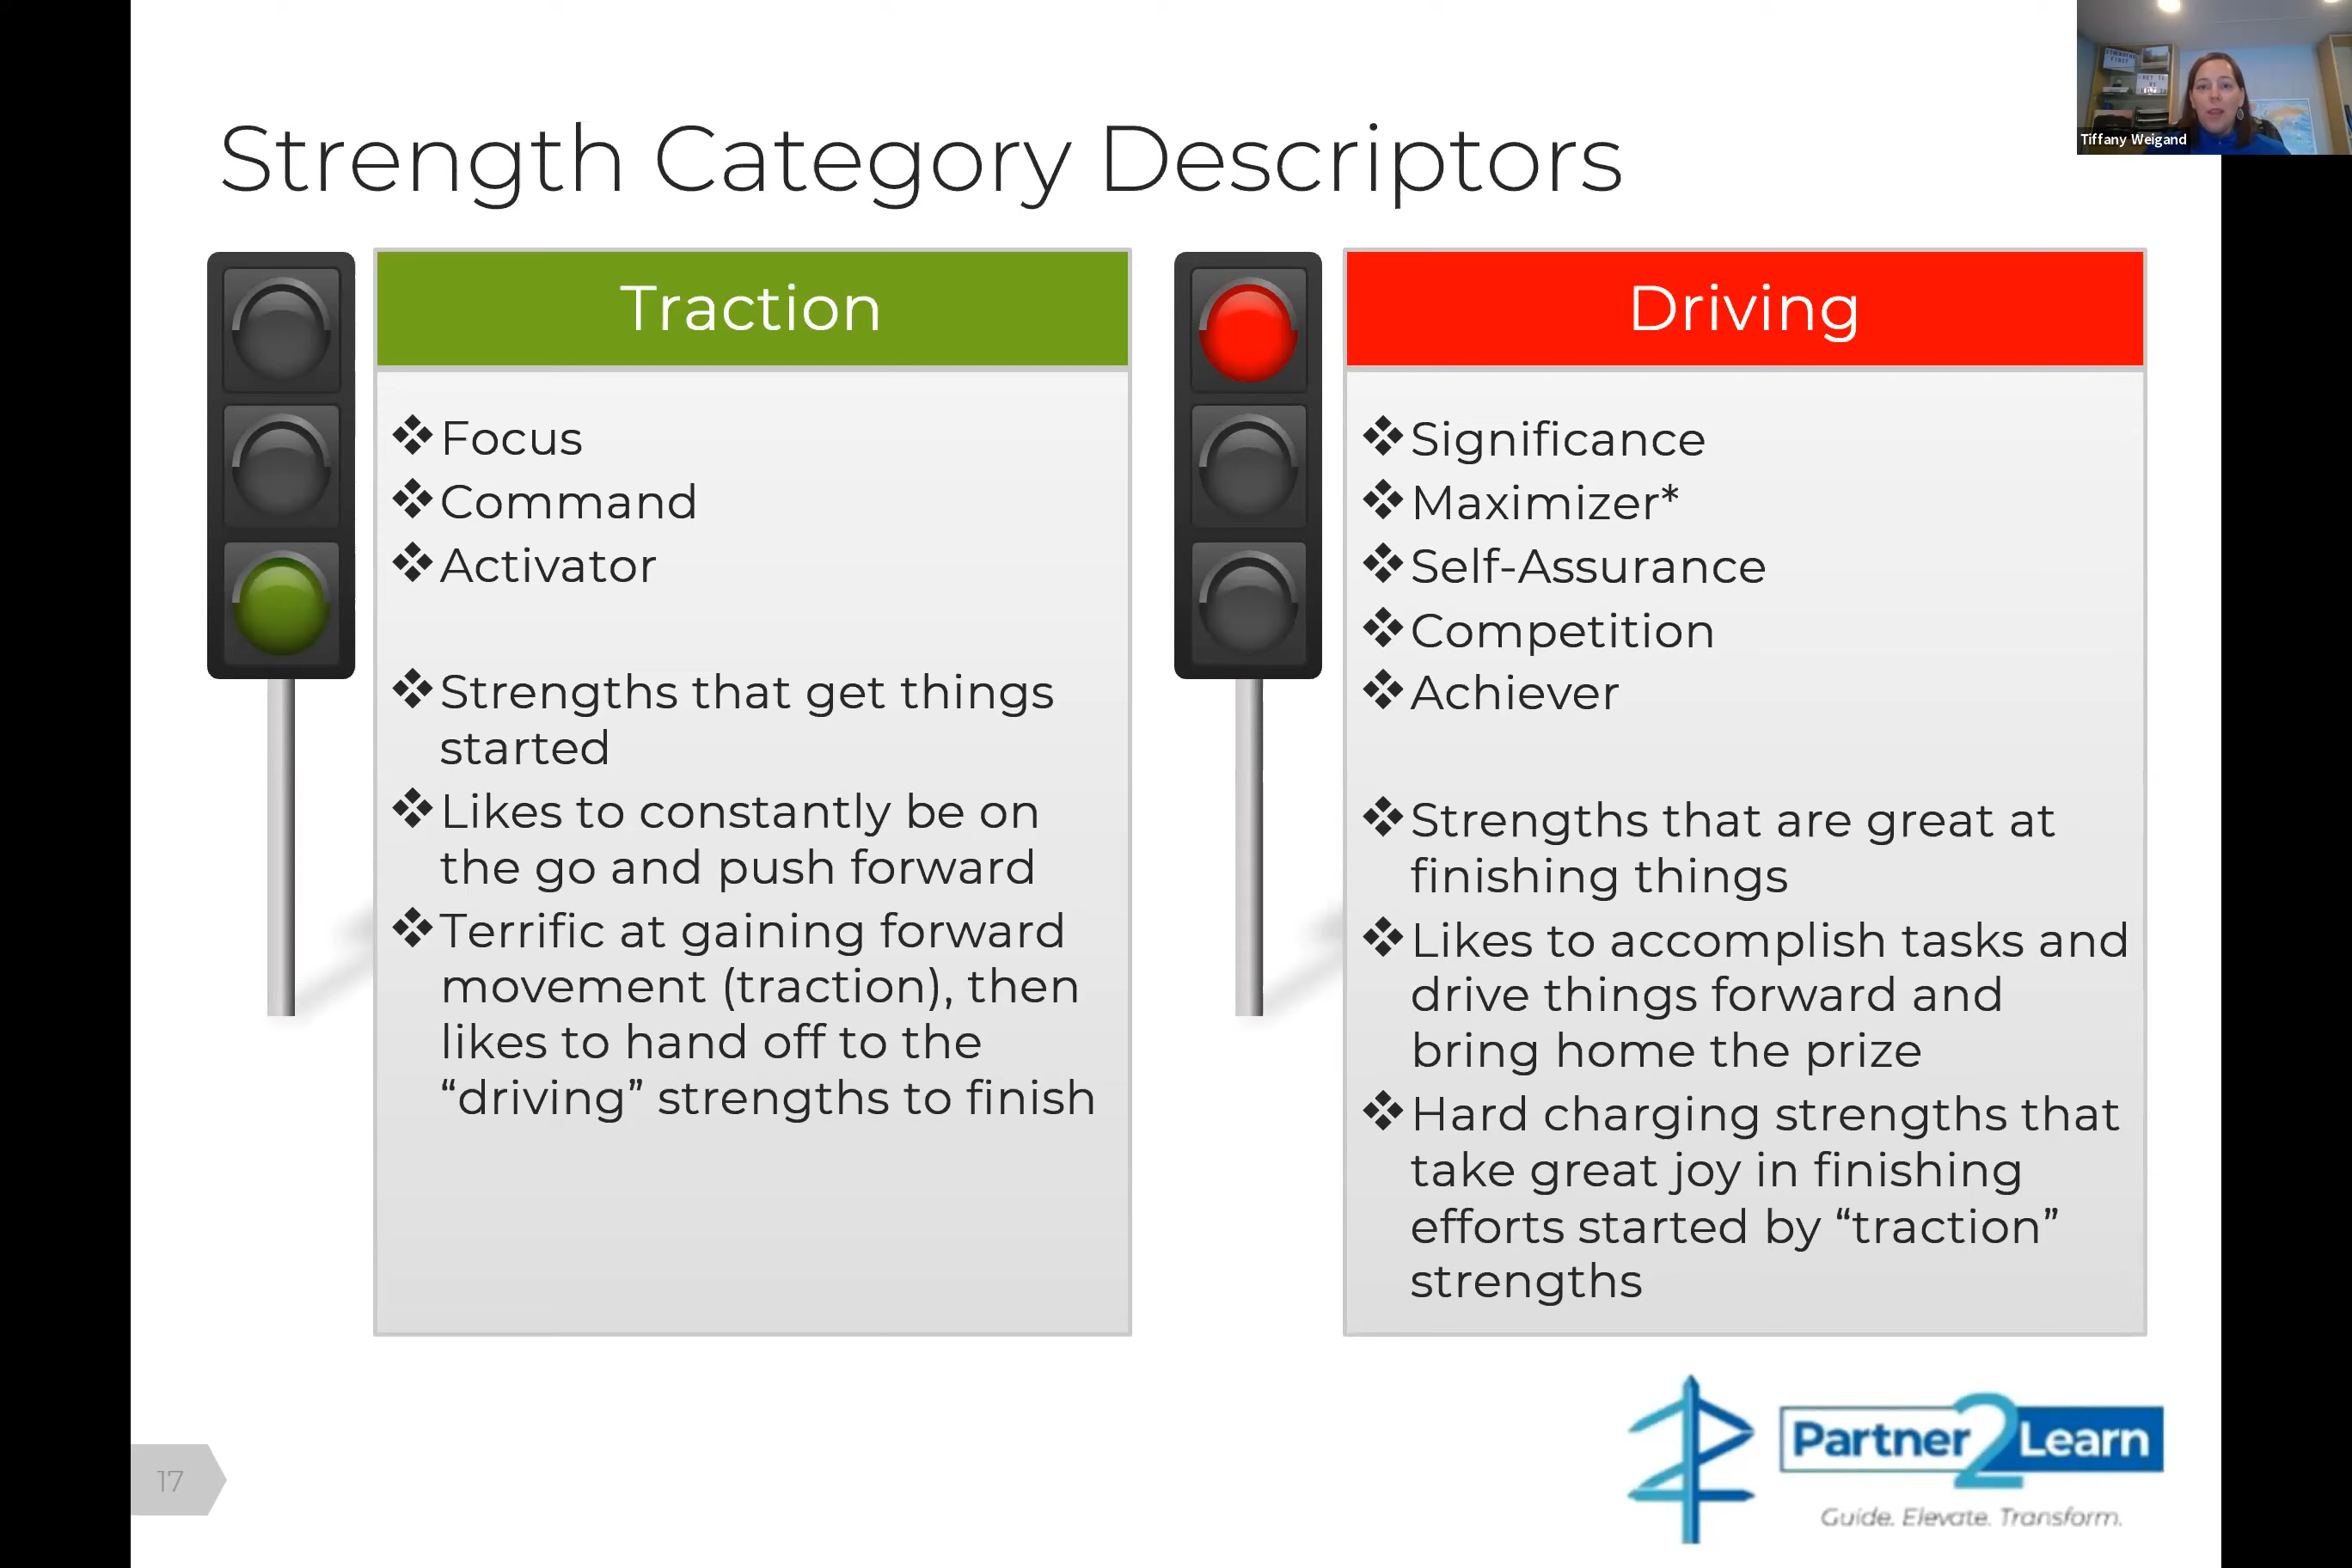 Strength Category Descriptors
Tiffany Weigand
Traction
❖Focus
❖Command
❖Activator
❖Strengths that get things
started
❖Likes to constantly be on
the go and push forward
❖Terrific at gaining forward
movement (traction), then
likes to hand off to the
“driving” strengths to finish
Driving
❖Significance
❖Maximizer*
❖Self-Assurance
❖Competition
❖Achiever
❖Strengths that are great at
finishing things
❖Likes to accomplish tasks and
drive things forward and
bring home the prize
❖Hard charging strengths that
take great joy in finishing
efforts started by “traction”
strengths
17
Partner2Learn
Guide. Elevate. Transform.